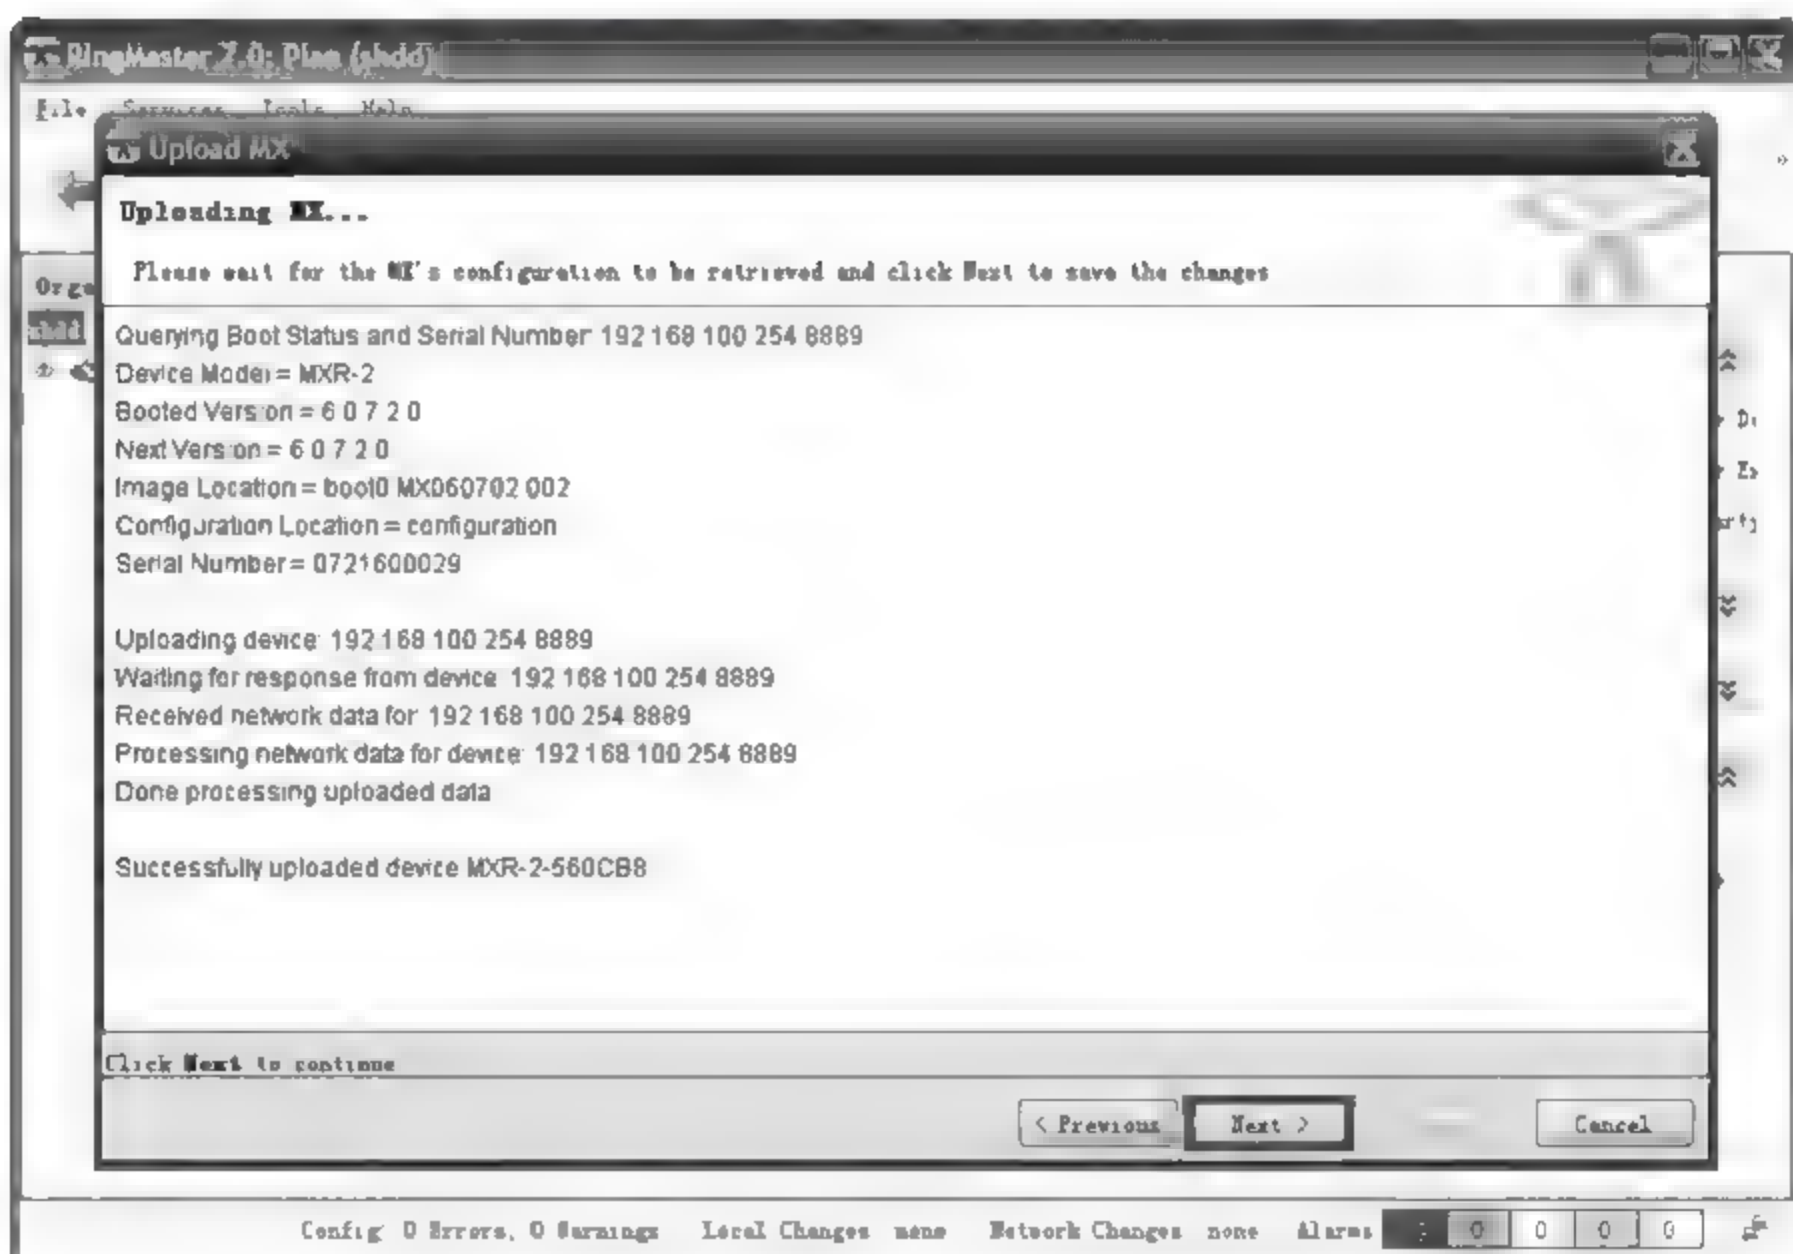 RingMaster 7.0: Plan (shdd)
File Services Tools Help
Upload MX
Uploading MX...
Please wait for the MX's configuration to be retrieved and click Next to save the changes
Orga
shdd
Querying Boot Status and Serial Number 192 168 100 254 8889
Device Model = MXR-2
Booted Version = 6 0 7 2 0
Next Version = 6 0 7 2 0
Image Location = boot0 MX060702 002
Configuration Location = configuration
Serial Number = 0721600029
Uploading device 192 168 100 254 8889
Waiting for response from device 192 168 100 254 8889
Received network data for 192 168 100 254 8889
Processing network data for device 192 168 100 254 8889
Done processing uploaded data
Successfully uploaded device MXR-2-560CB8
Click Next to continue
< Previous Next > Cancel
Config 0 Errors, 0 Warnings Local Changes none Network Changes none Alarms 0 0 0 0